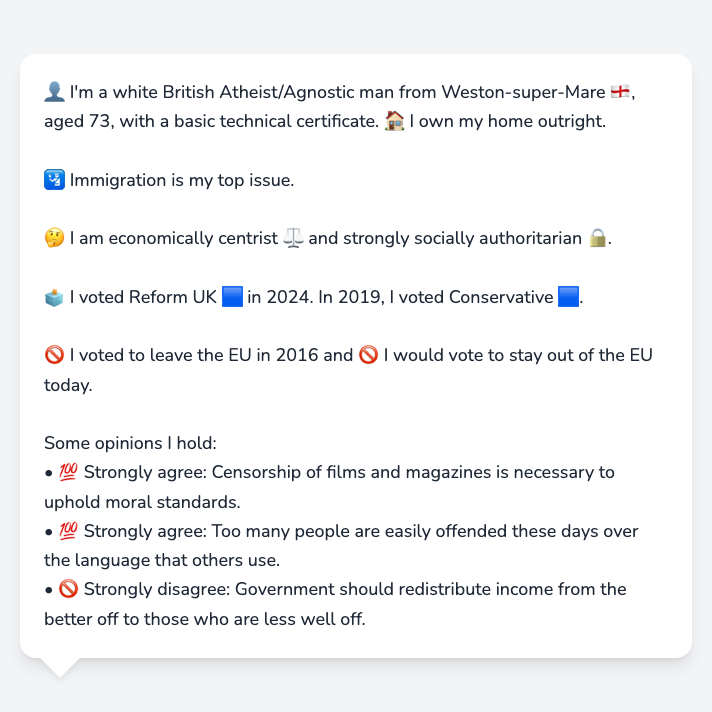 👤 I'm a white British Atheist/Agnostic man from Weston-super-Mare 🏴󠁧󠁢󠁥󠁮󠁧󠁿,
aged 73, with a basic technical certificate. 🏠 I own my home outright.
🛂 Immigration is my top issue.
🤔 I am economically centrist ⚖️ and strongly socially authoritarian 🔒.
🗳️ I voted Reform UK 🟦 in 2024. In 2019, I voted Conservative 🟦.
🚫 I voted to leave the EU in 2016 and 🚫 I would vote to stay out of the EU
today.
Some opinions I hold:
• 💯 Strongly agree: Censorship of films and magazines is necessary to
uphold moral standards.
• 💯 Strongly agree: Too many people are easily offended these days over
the language that others use.
• 🚫 Strongly disagree: Government should redistribute income from the
better off to those who are less well off.